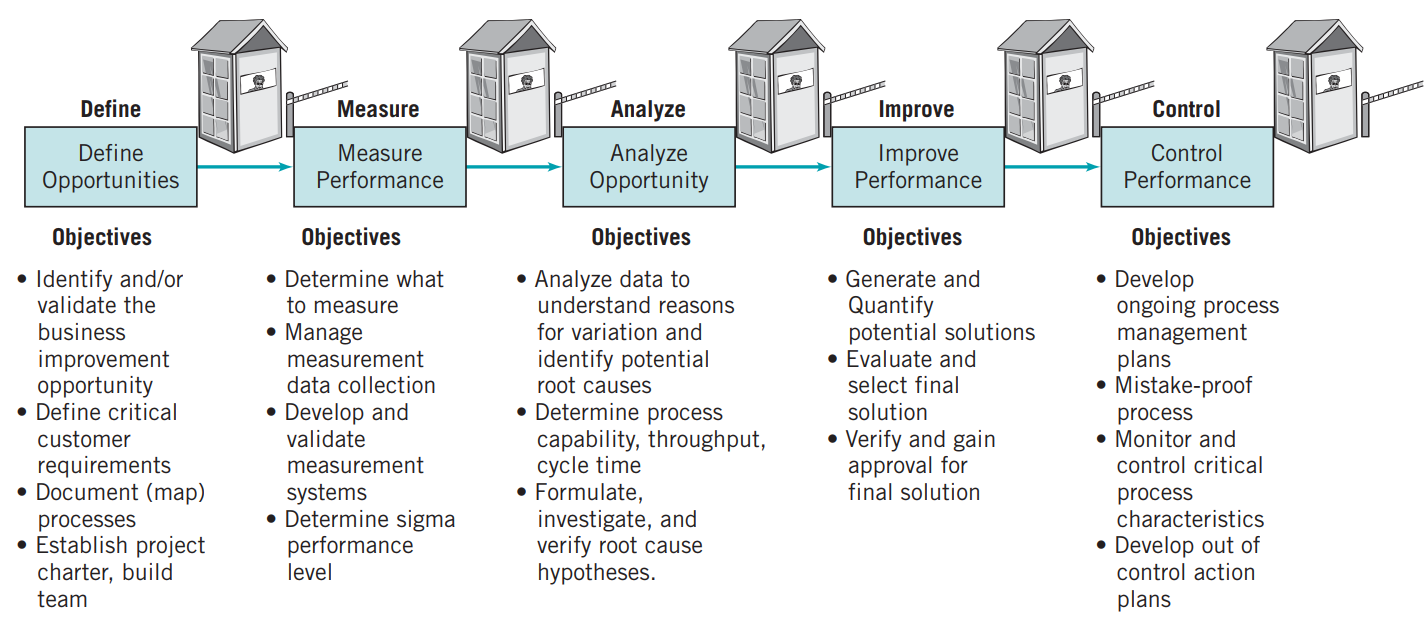 Define
Measure
Analyze
Improve
Control
Define
Opportunities
Measure
Performance
Analyze
Opportunity
Improve
Performance
Control
Performance
Objectives
• Identify and/or
validate the
business
improvement
opportunity
• Define critical
customer
requirements
• Document (map)
processes
• Establish project
charter, build
team
Objectives
• Determine what
to measure
• Manage
measurement
data collection
• Develop and
validate
measurement
systems
• Determine sigma
performance
level
Objectives
• Analyze data to
understand reasons
for variation and
identify potential
root causes
• Determine process
capability, throughput,
cycle time
• Formulate,
investigate, and
verify root cause
hypotheses.
Objectives
• Generate and
Quantify
potential solutions
• Evaluate and
select final
solution
• Verify and gain
approval for
final solution
Objectives
• Develop
ongoing process
management
plans
• Mistake-proof
process
• Monitor and
control critical
process
characteristics
• Develop out of
control action
plans